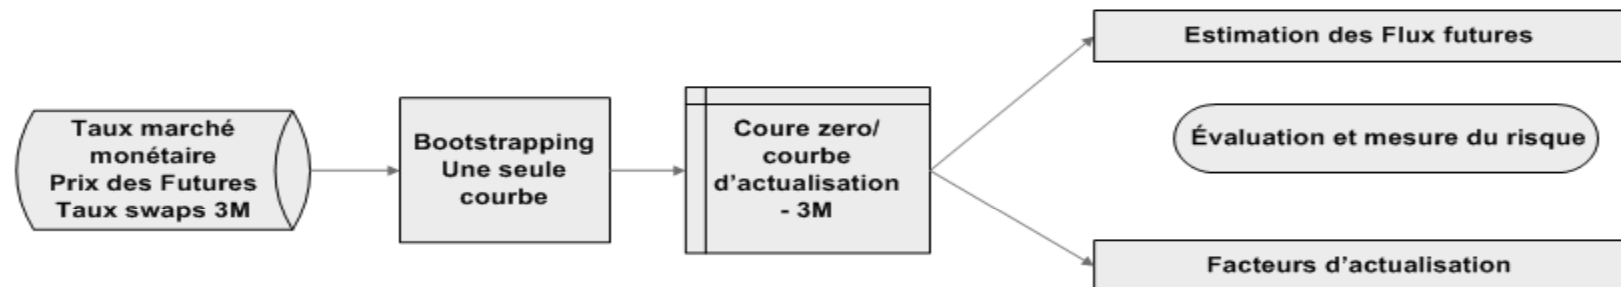 Taux marché
monétaire
Prix des Futures
Taux swaps 3M
Bootstrapping
Une seule
courbe
Coure zero/
courbe
d'actualisation
- 3M
Estimation des Flux futures
Évaluation et mesure du risque
Facteurs d'actualisation